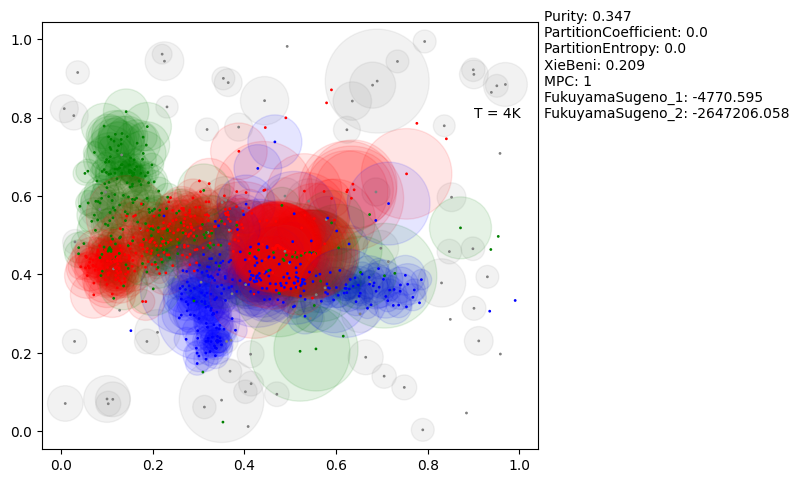 Purity: 0.347
PartitionCoefficient: 0.0
PartitionEntropy: 0.0
XieBeni: 0.209
MPC: 1
FukuyamaSugeno_1: -4770.595
FukuyamaSugeno_2: -2647206.058
T = 4K
1.0
0.8
0.6
0.4
0.2
0.0
0.0 0.2 0.4 0.6 0.8 1.0